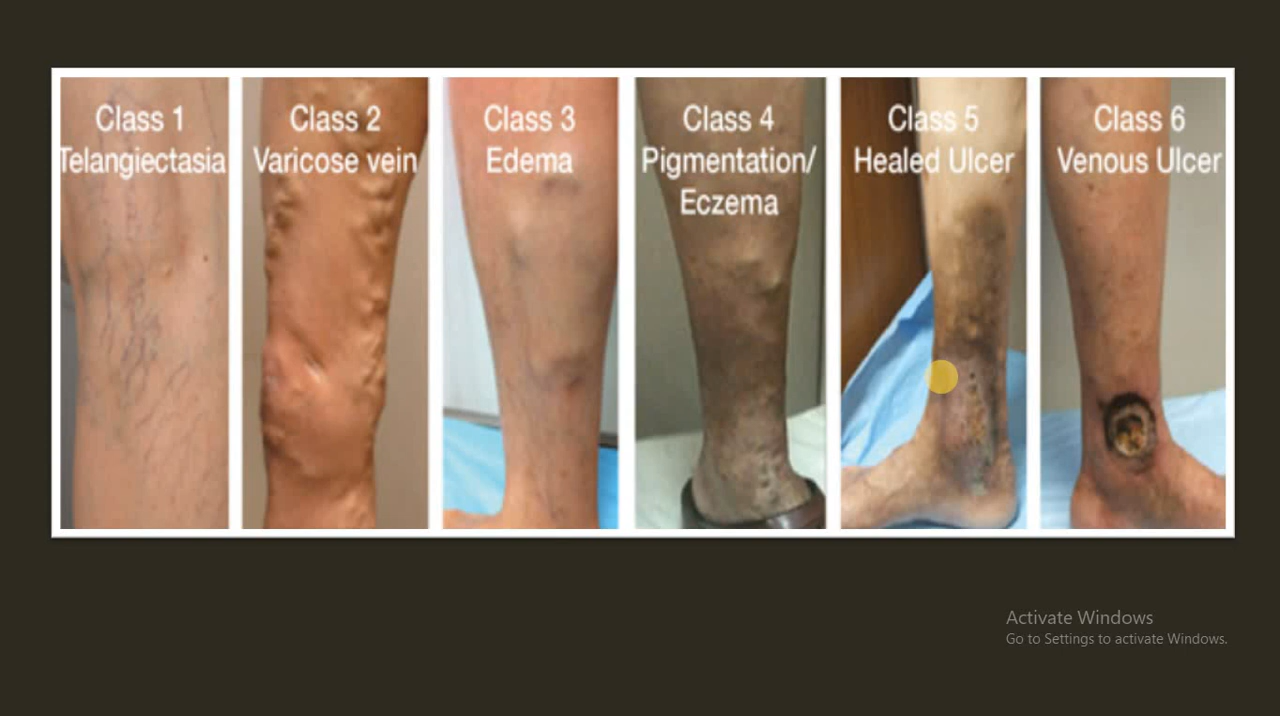 Class 1
Telangiectasia
Class 2
Varicose vein
Class 3
Edema
Class 4
Pigmentation/
Eczema
Class 5
Healed Ulcer
Class 6
Venous Ulcer
Activate Windows
Go to Settings to activate Windows.